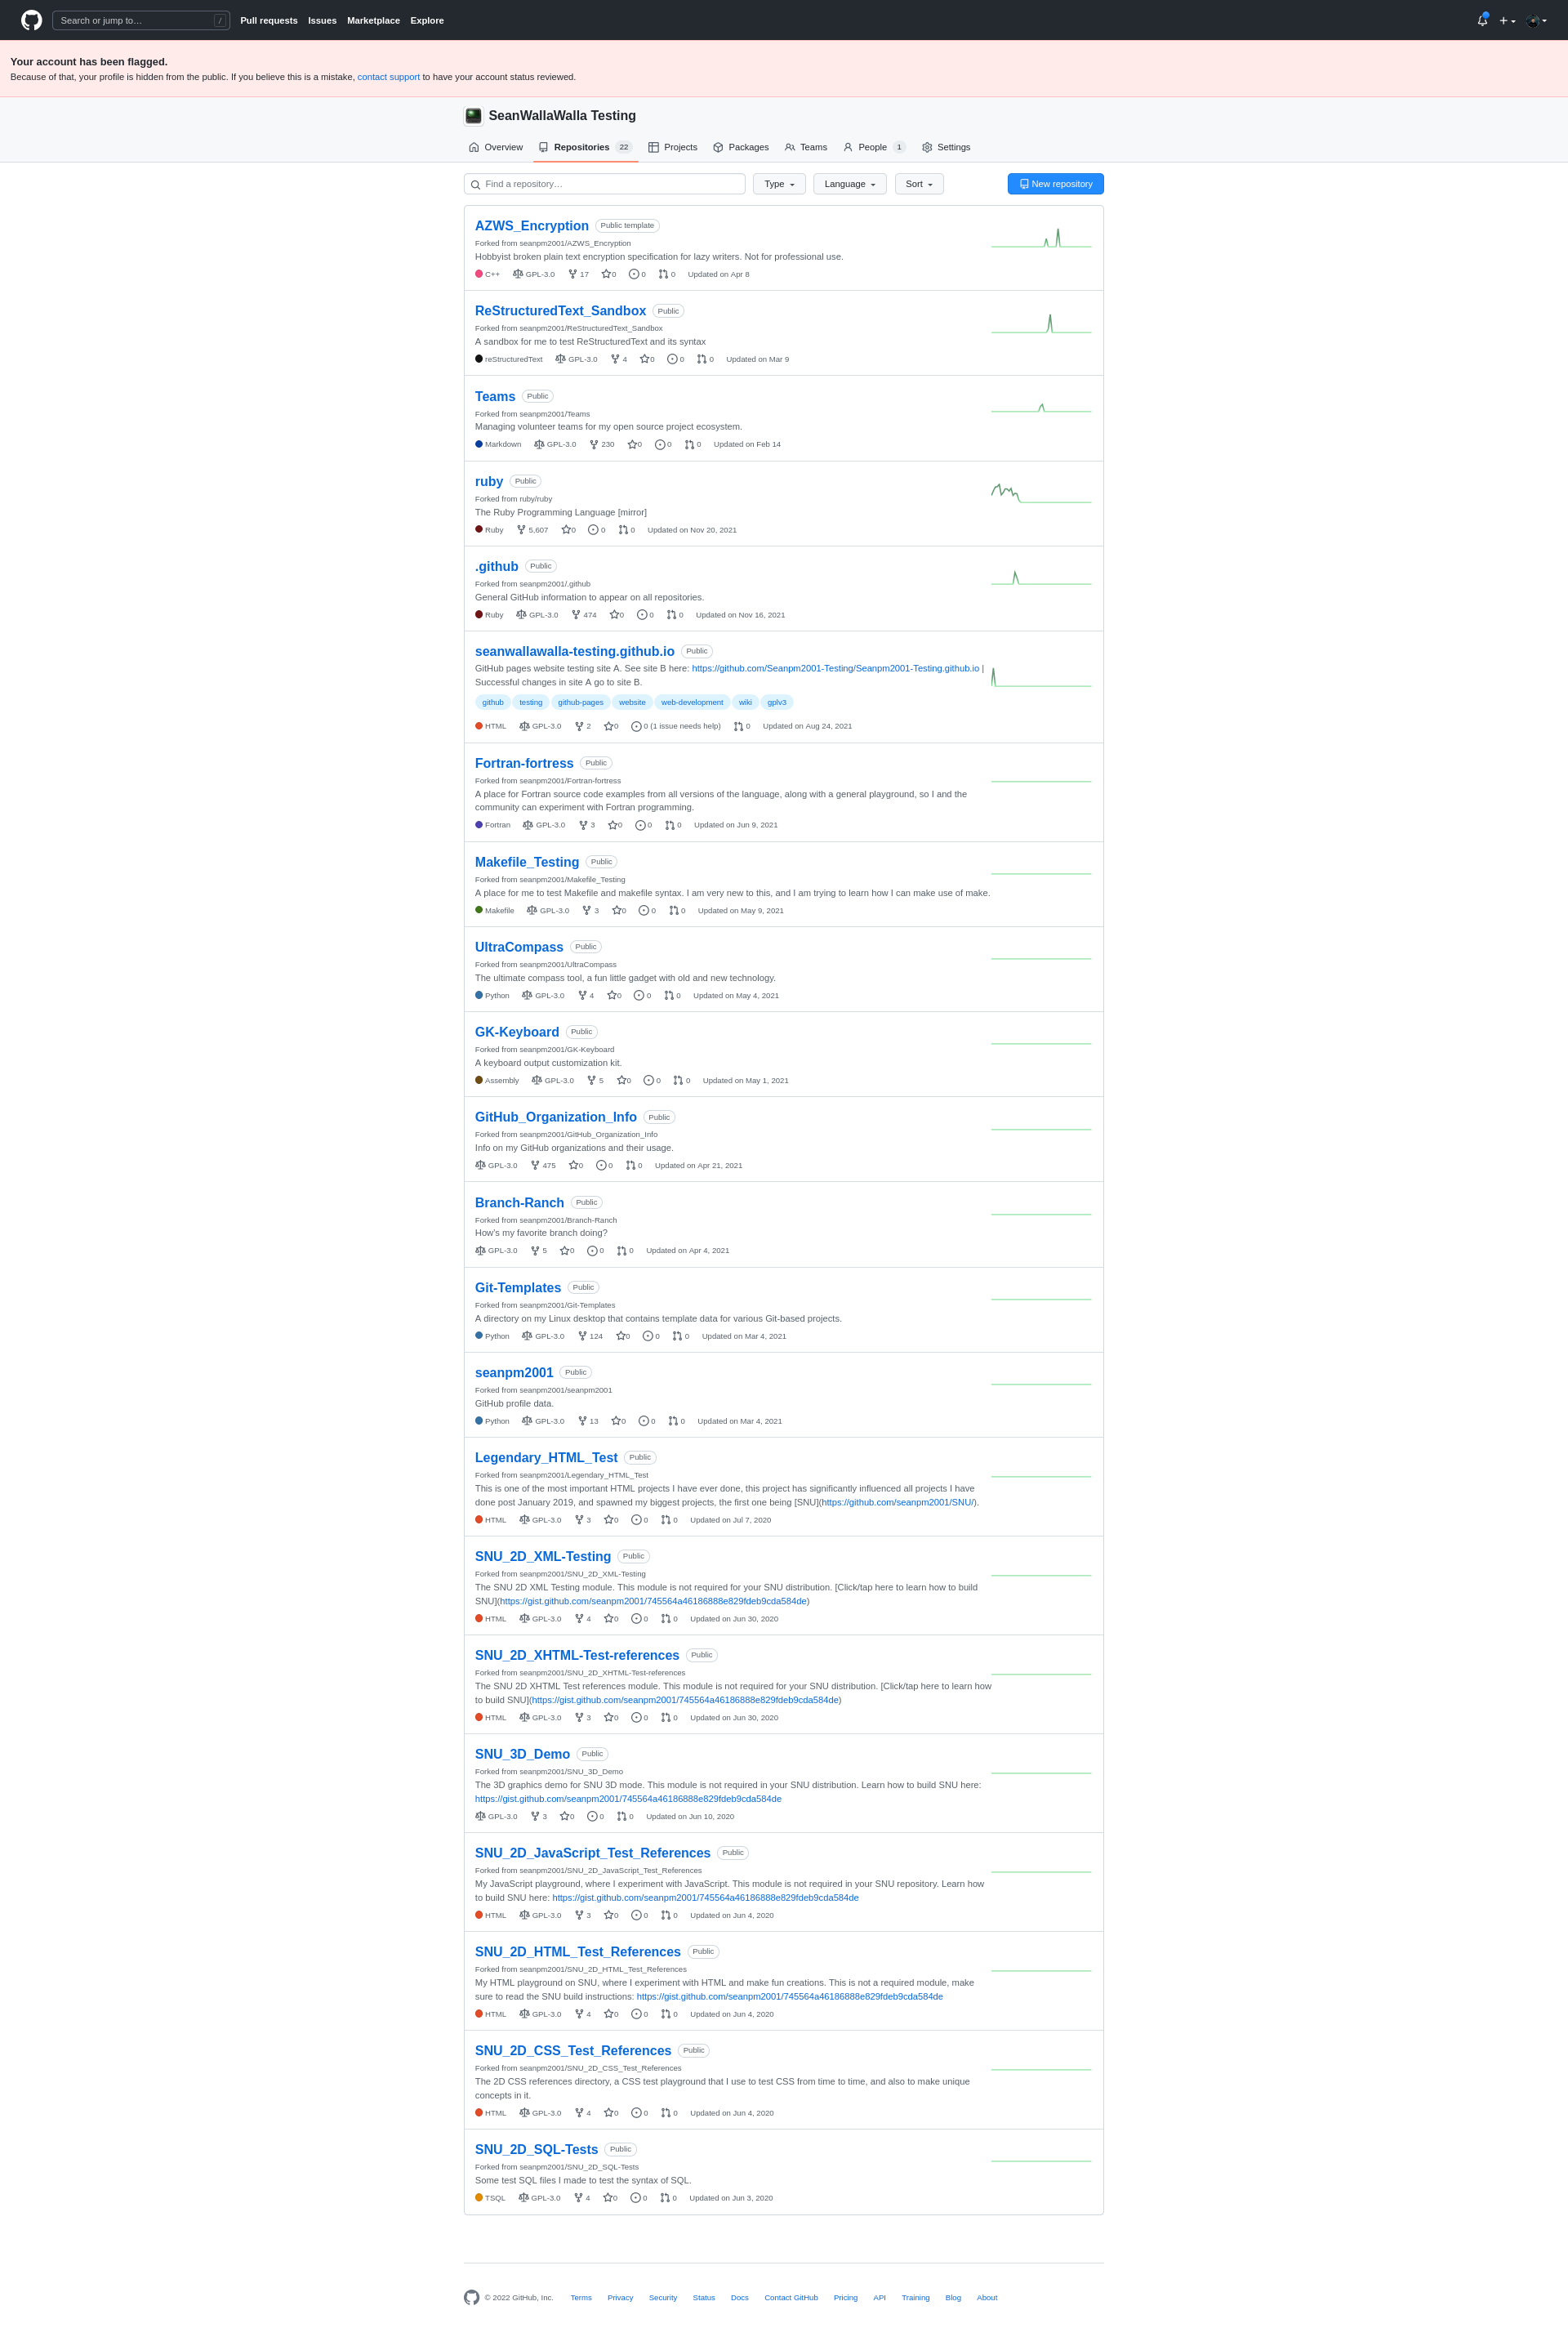 Search or jump to… /
Pull requests Issues Marketplace Explore
Your account has been flagged.
Because of that, your profile is hidden from the public. If you believe this is a mistake, contact support to have your account status reviewed.
SeanWallaWalla Testing
Overview Repositories 22 Projects Packages Teams People 1 Settings
Find a repository… Type Language Sort New repository
AZWS_Encryption Public template
Forked from seanpm2001/AZWS_Encryption
Hobbyist broken plain text encryption specification for lazy writers. Not for professional use.
C++ GPL-3.0 17 0 0 0 Updated on Apr 8
ReStructuredText_Sandbox Public
Forked from seanpm2001/ReStructuredText_Sandbox
A sandbox for me to test ReStructuredText and its syntax
reStructuredText GPL-3.0 4 0 0 0 Updated on Mar 9
Teams Public
Forked from seanpm2001/Teams
Managing volunteer teams for my open source project ecosystem.
Markdown GPL-3.0 230 0 0 0 Updated on Feb 14
ruby Public
Forked from ruby/ruby
The Ruby Programming Language [mirror]
Ruby 5,607 0 0 0 Updated on Nov 20, 2021
.github Public
Forked from seanpm2001/.github
General GitHub information to appear on all repositories.
Ruby GPL-3.0 474 0 0 0 Updated on Nov 16, 2021
seanwallawalla-testing.github.io Public
GitHub pages website testing site A. See site B here: https://github.com/Seanpm2001-Testing/Seanpm2001-Testing.github.io |
Successful changes in site A go to site B.
github testing github-pages website web-development wiki gplv3
HTML GPL-3.0 2 0 0 (1 issue needs help) 0 Updated on Aug 24, 2021
Fortran-fortress Public
Forked from seanpm2001/Fortran-fortress
A place for Fortran source code examples from all versions of the language, along with a general playground, so I and the
community can experiment with Fortran programming.
Fortran GPL-3.0 3 0 0 0 Updated on Jun 9, 2021
Makefile_Testing Public
Forked from seanpm2001/Makefile_Testing
A place for me to test Makefile and makefile syntax. I am very new to this, and I am trying to learn how I can make use of make.
Makefile GPL-3.0 3 0 0 0 Updated on May 9, 2021
UltraCompass Public
Forked from seanpm2001/UltraCompass
The ultimate compass tool, a fun little gadget with old and new technology.
Python GPL-3.0 4 0 0 0 Updated on May 4, 2021
GK-Keyboard Public
Forked from seanpm2001/GK-Keyboard
A keyboard output customization kit.
Assembly GPL-3.0 5 0 0 0 Updated on May 1, 2021
GitHub_Organization_Info Public
Forked from seanpm2001/GitHub_Organization_Info
Info on my GitHub organizations and their usage.
GPL-3.0 475 0 0 0 Updated on Apr 21, 2021
Branch-Ranch Public
Forked from seanpm2001/Branch-Ranch
How's my favorite branch doing?
GPL-3.0 5 0 0 0 Updated on Apr 4, 2021
Git-Templates Public
Forked from seanpm2001/Git-Templates
A directory on my Linux desktop that contains template data for various Git-based projects.
Python GPL-3.0 124 0 0 0 Updated on Mar 4, 2021
seanpm2001 Public
Forked from seanpm2001/seanpm2001
GitHub profile data.
Python GPL-3.0 13 0 0 0 Updated on Mar 4, 2021
Legendary_HTML_Test Public
Forked from seanpm2001/Legendary_HTML_Test
This is one of the most important HTML projects I have ever done, this project has significantly influenced all projects I have
done post January 2019, and spawned my biggest projects, the first one being [SNU](https://github.com/seanpm2001/SNU/).
HTML GPL-3.0 3 0 0 0 Updated on Jul 7, 2020
SNU_2D_XML-Testing Public
Forked from seanpm2001/SNU_2D_XML-Testing
The SNU 2D XML Testing module. This module is not required for your SNU distribution. [Click/tap here to learn how to build
SNU](https://gist.github.com/seanpm2001/745564a46186888e829fdeb9cda584de)
HTML GPL-3.0 4 0 0 0 Updated on Jun 30, 2020
SNU_2D_XHTML-Test-references Public
Forked from seanpm2001/SNU_2D_XHTML-Test-references
The SNU 2D XHTML Test references module. This module is not required for your SNU distribution. [Click/tap here to learn how
to build SNU](https://gist.github.com/seanpm2001/745564a46186888e829fdeb9cda584de)
HTML GPL-3.0 3 0 0 0 Updated on Jun 30, 2020
SNU_3D_Demo Public
Forked from seanpm2001/SNU_3D_Demo
The 3D graphics demo for SNU 3D mode. This module is not required in your SNU distribution. Learn how to build SNU here:
https://gist.github.com/seanpm2001/745564a46186888e829fdeb9cda584de
GPL-3.0 3 0 0 0 Updated on Jun 10, 2020
SNU_2D_JavaScript_Test_References Public
Forked from seanpm2001/SNU_2D_JavaScript_Test_References
My JavaScript playground, where I experiment with JavaScript. This module is not required in your SNU repository. Learn how
to build SNU here: https://gist.github.com/seanpm2001/745564a46186888e829fdeb9cda584de
HTML GPL-3.0 3 0 0 0 Updated on Jun 4, 2020
SNU_2D_HTML_Test_References Public
Forked from seanpm2001/SNU_2D_HTML_Test_References
My HTML playground on SNU, where I experiment with HTML and make fun creations. This is not a required module, make
sure to read the SNU build instructions: https://gist.github.com/seanpm2001/745564a46186888e829fdeb9cda584de
HTML GPL-3.0 4 0 0 0 Updated on Jun 4, 2020
SNU_2D_CSS_Test_References Public
Forked from seanpm2001/SNU_2D_CSS_Test_References
The 2D CSS references directory, a CSS test playground that I use to test CSS from time to time, and also to make unique
concepts in it.
HTML GPL-3.0 4 0 0 0 Updated on Jun 4, 2020
SNU_2D_SQL-Tests Public
Forked from seanpm2001/SNU_2D_SQL-Tests
Some test SQL files I made to test the syntax of SQL.
TSQL GPL-3.0 4 0 0 0 Updated on Jun 3, 2020
© 2022 GitHub, Inc. Terms Privacy Security Status Docs Contact GitHub Pricing API Training Blog About